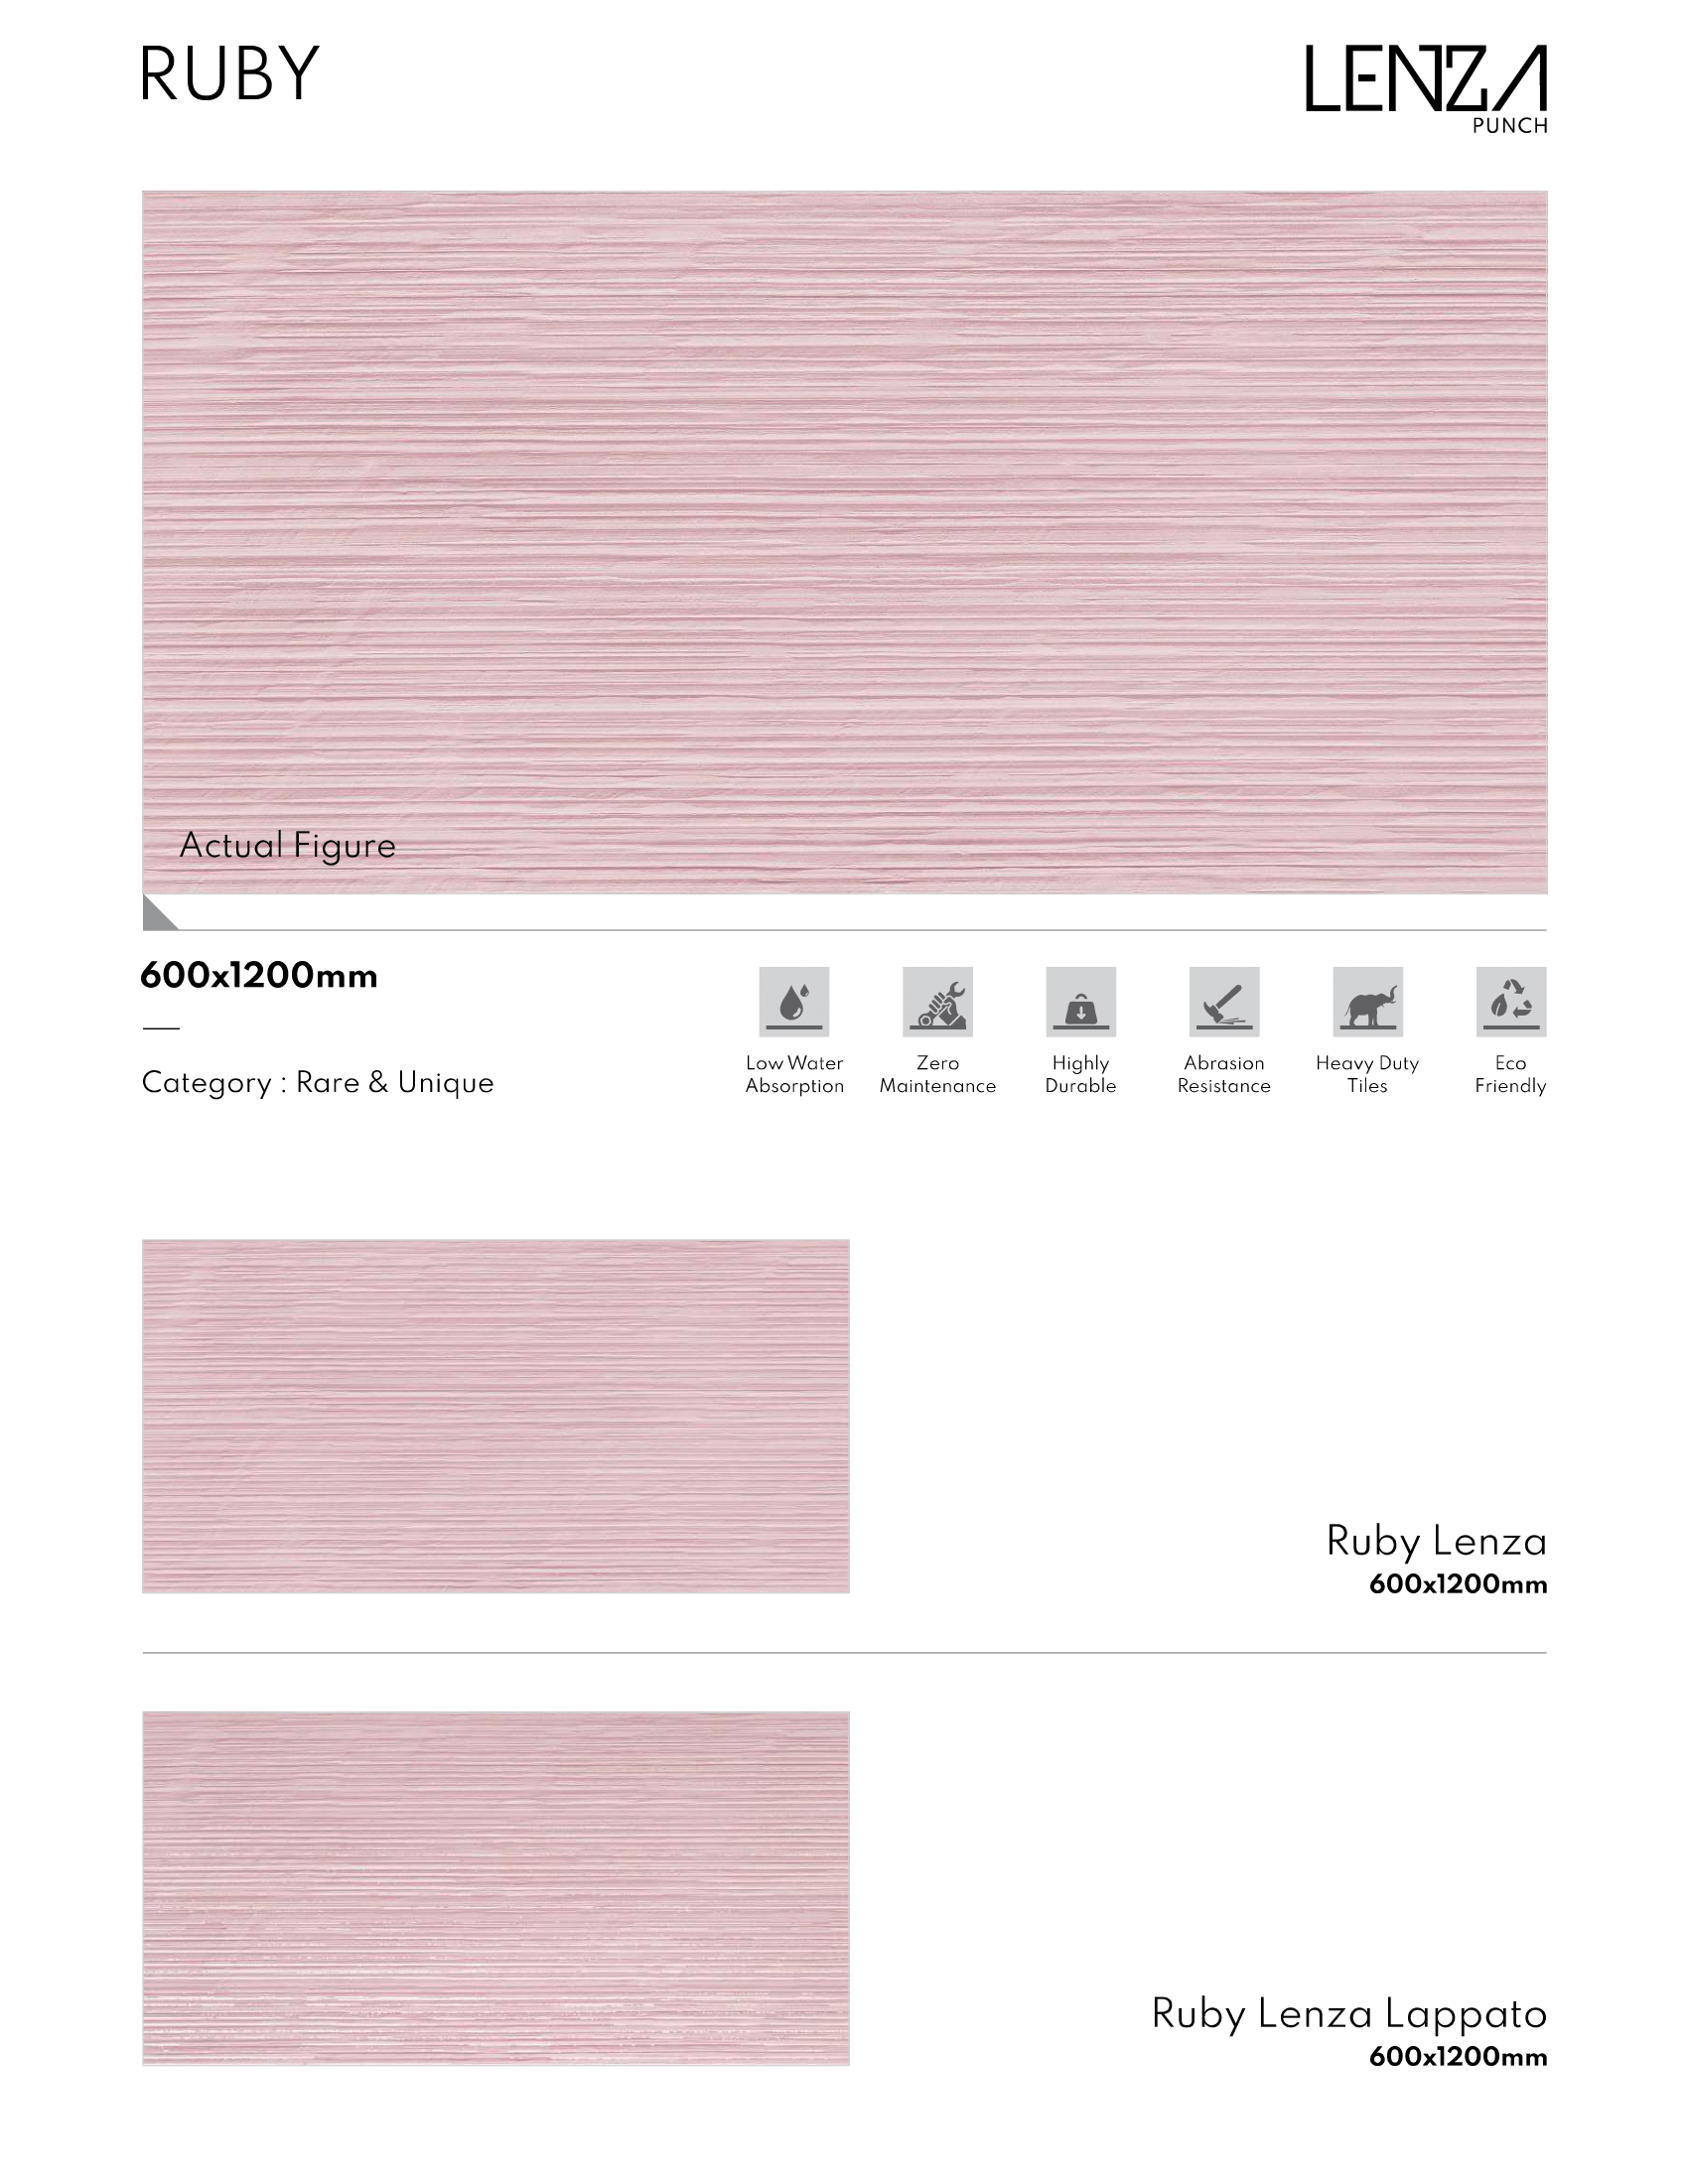 RUBY
LENZA
PUNCH
Actual Figure
600x1200mm
Category : Rare & Unique
Low Water
Absorption
Zero
Maintenance
Highly
Durable
Abrasion
Resistance
Heavy Duty
Tiles
Eco
Friendly
Ruby Lenza
600x1200mm
Ruby Lenza Lappato
600x1200mm